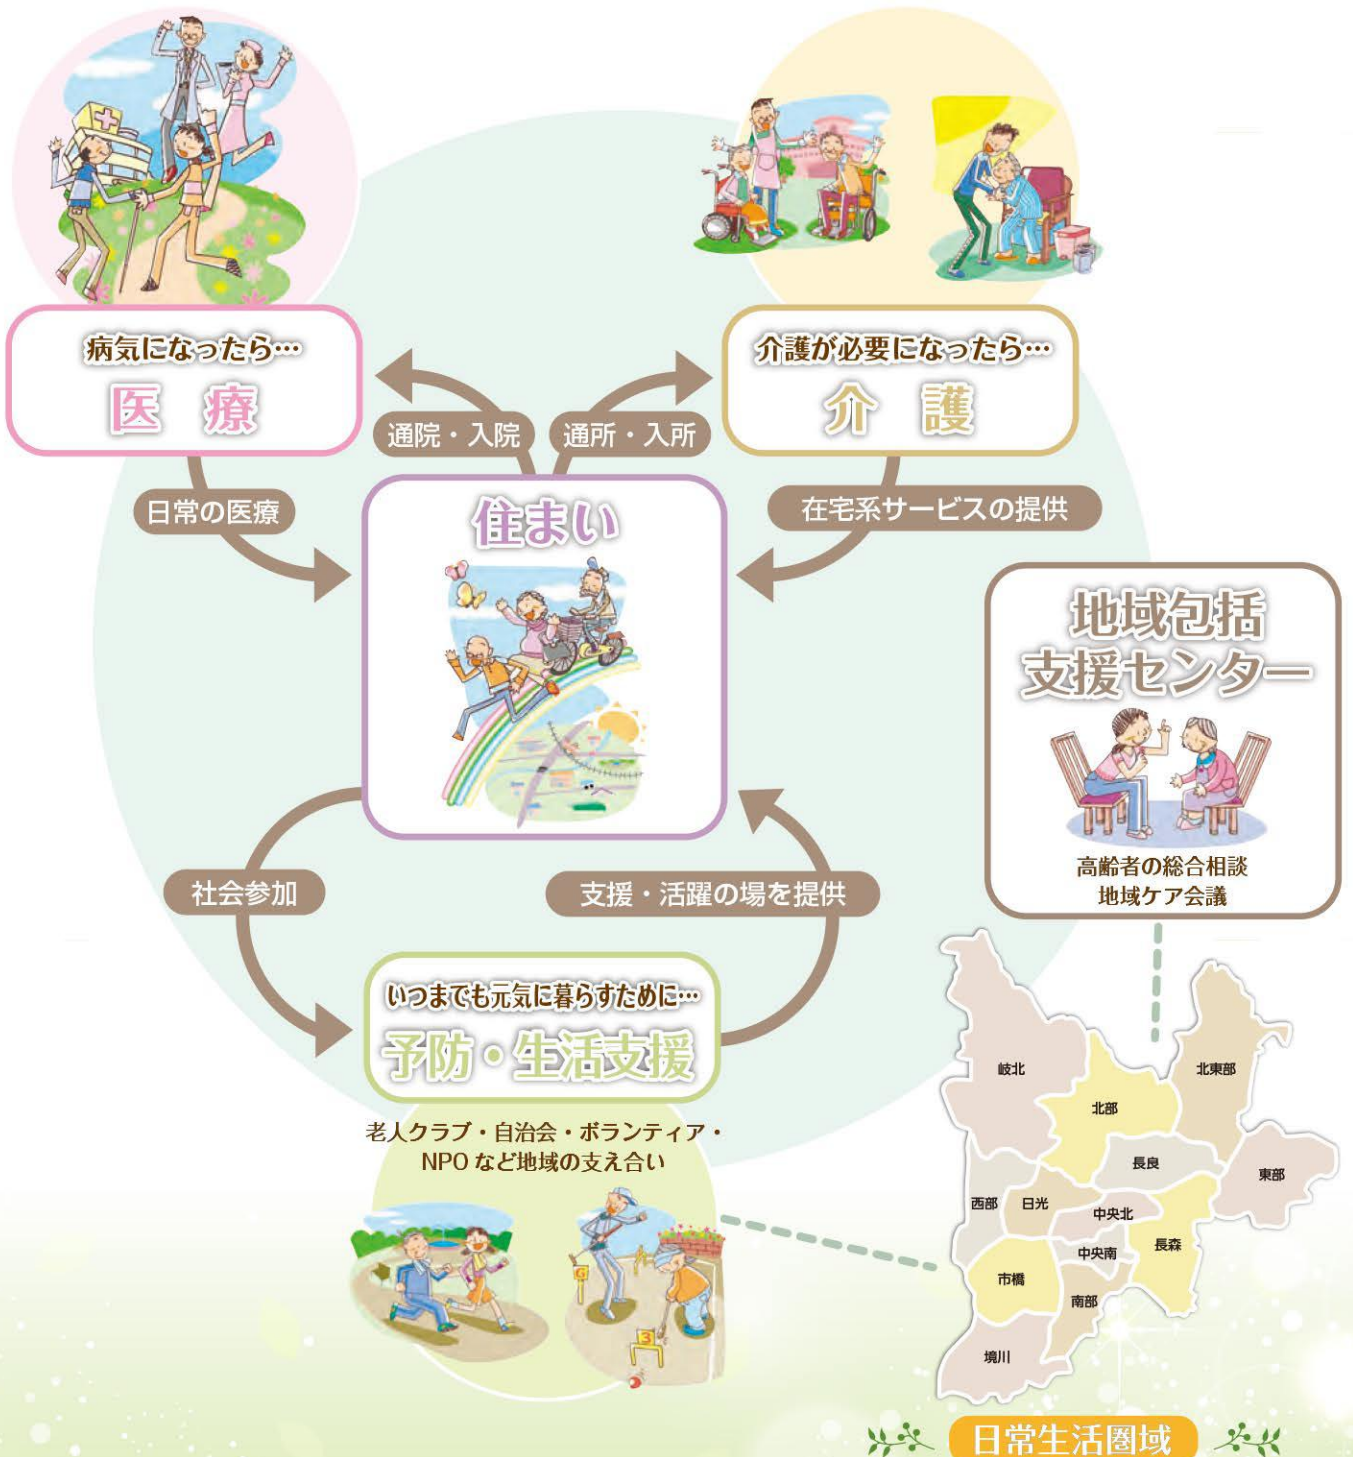 病気になったら…
医療
介護が必要になったら…
介護
通院・入院
通所・入所
日常の医療
在宅系サービスの提供
住まい
地域包括
支援センター
高齢者の総合相談
地域ケア会議
社会参加
支援・活躍の場を提供
いつまでも元気に暮らすために…
予防・生活支援
老人クラブ・自治会・ボランティア・
NPOなど地域の支え合い
G
3
岐北
北東部
北部
長良
東部
西部
日光
中央北
長森
中央南
市橋
南部
境川
日常生活圏域